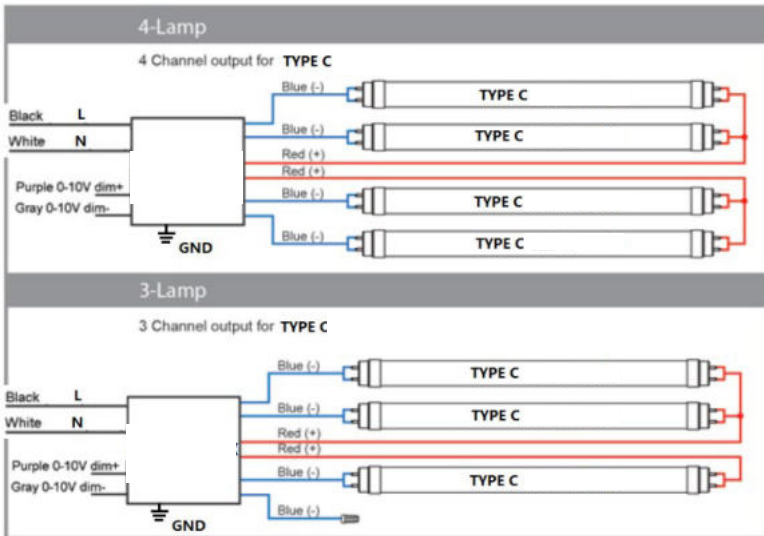 4-Lamp
4 Channel output for TYPE C
Blue (-)
TYPE C
Black L
Blue (-)
TYPE C
White N
Red (+)
Red (+)
Purple 0-10V dim+
Blue (-)
TYPE C
Gray 0-10V dim-
Blue (-)
TYPE C
GND
3-Lamp
3 Channel output for TYPE C
Blue (-)
TYPE C
Black L
Blue (-)
TYPE C
White N
Red (+)
Red (+)
Purple 0-10V dim+
Blue (-)
TYPE C
Gray 0-10V dim-
Blue (-)
GND